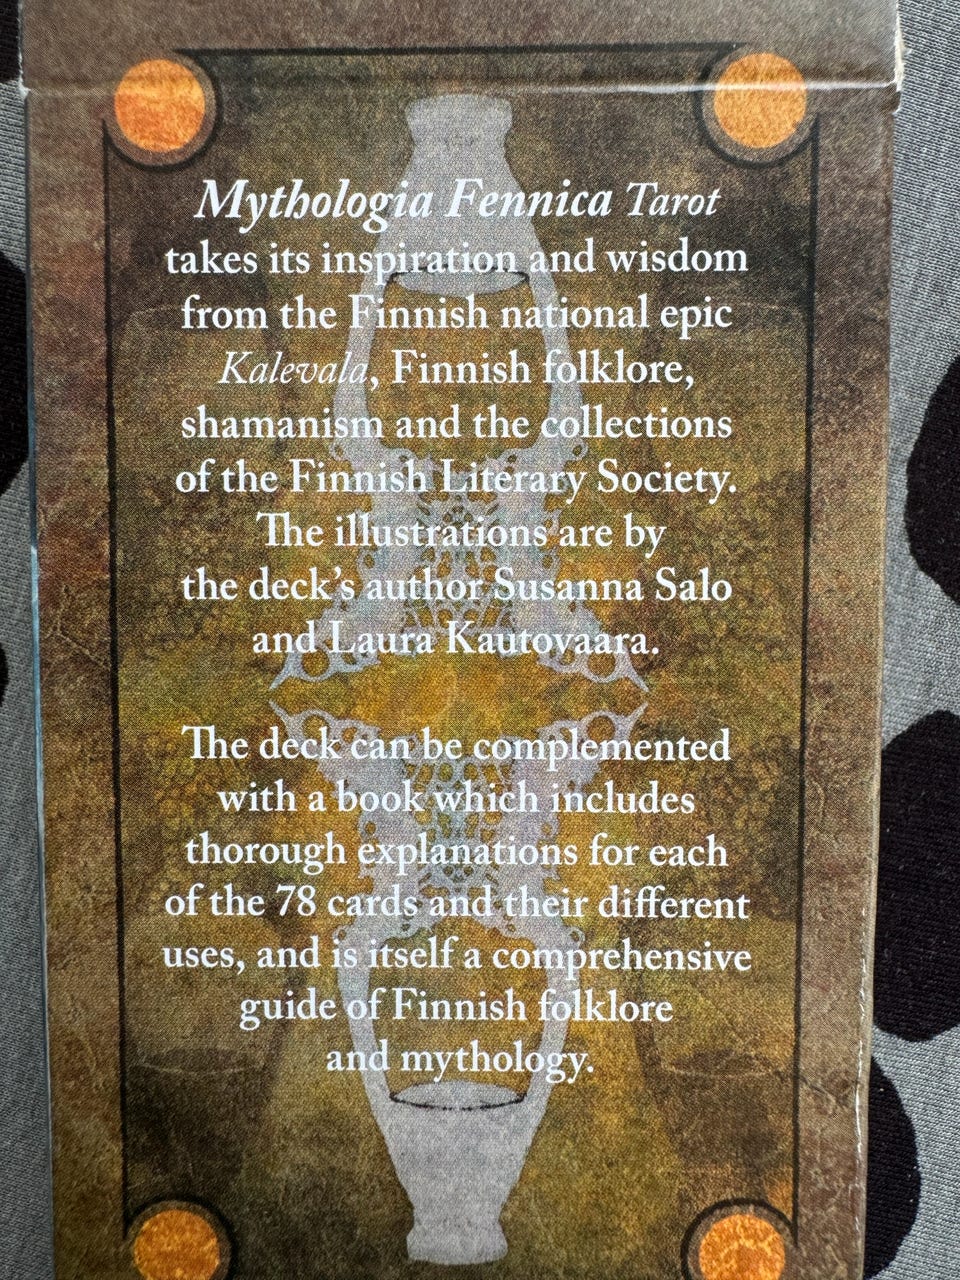 Mythologia Fennica Tarot
takes its inspiration and wisdom
from the Finnish national epic
Kalevala, Finnish folklore,
shamanism and the collections
of the Finnish Literary Society.
The illustrations are by
the deck's author Susanna Salo
and Laura Kautovaara.
The deck can be complemented
with a book which includes
thorough explanations for each
of the 78 cards and their different
uses, and is itself a comprehensive
guide of Finnish folklore
and mythology.